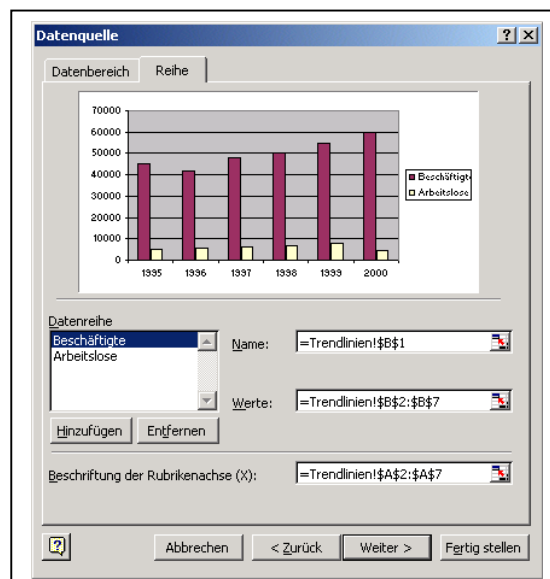 Datenquelle
Datenbereich Reihe
70000
60000
50000
40000
30000
20000
10000
0
1995 1996 1997 1998 1999 2000
Beschäftigte
Arbeitslose
Datenreihe
Beschäftigte
Arbeitslose
Name: =Trendlinien!$B$1
Werte: =Trendlinien!$B$2:$B$7
Hinzufügen Entfernen
Beschriftung der Rubrikenachse (X): =Trendlinien!$A$2:$A$7
Abbrechen < Zurück Weiter > Fertig stellen